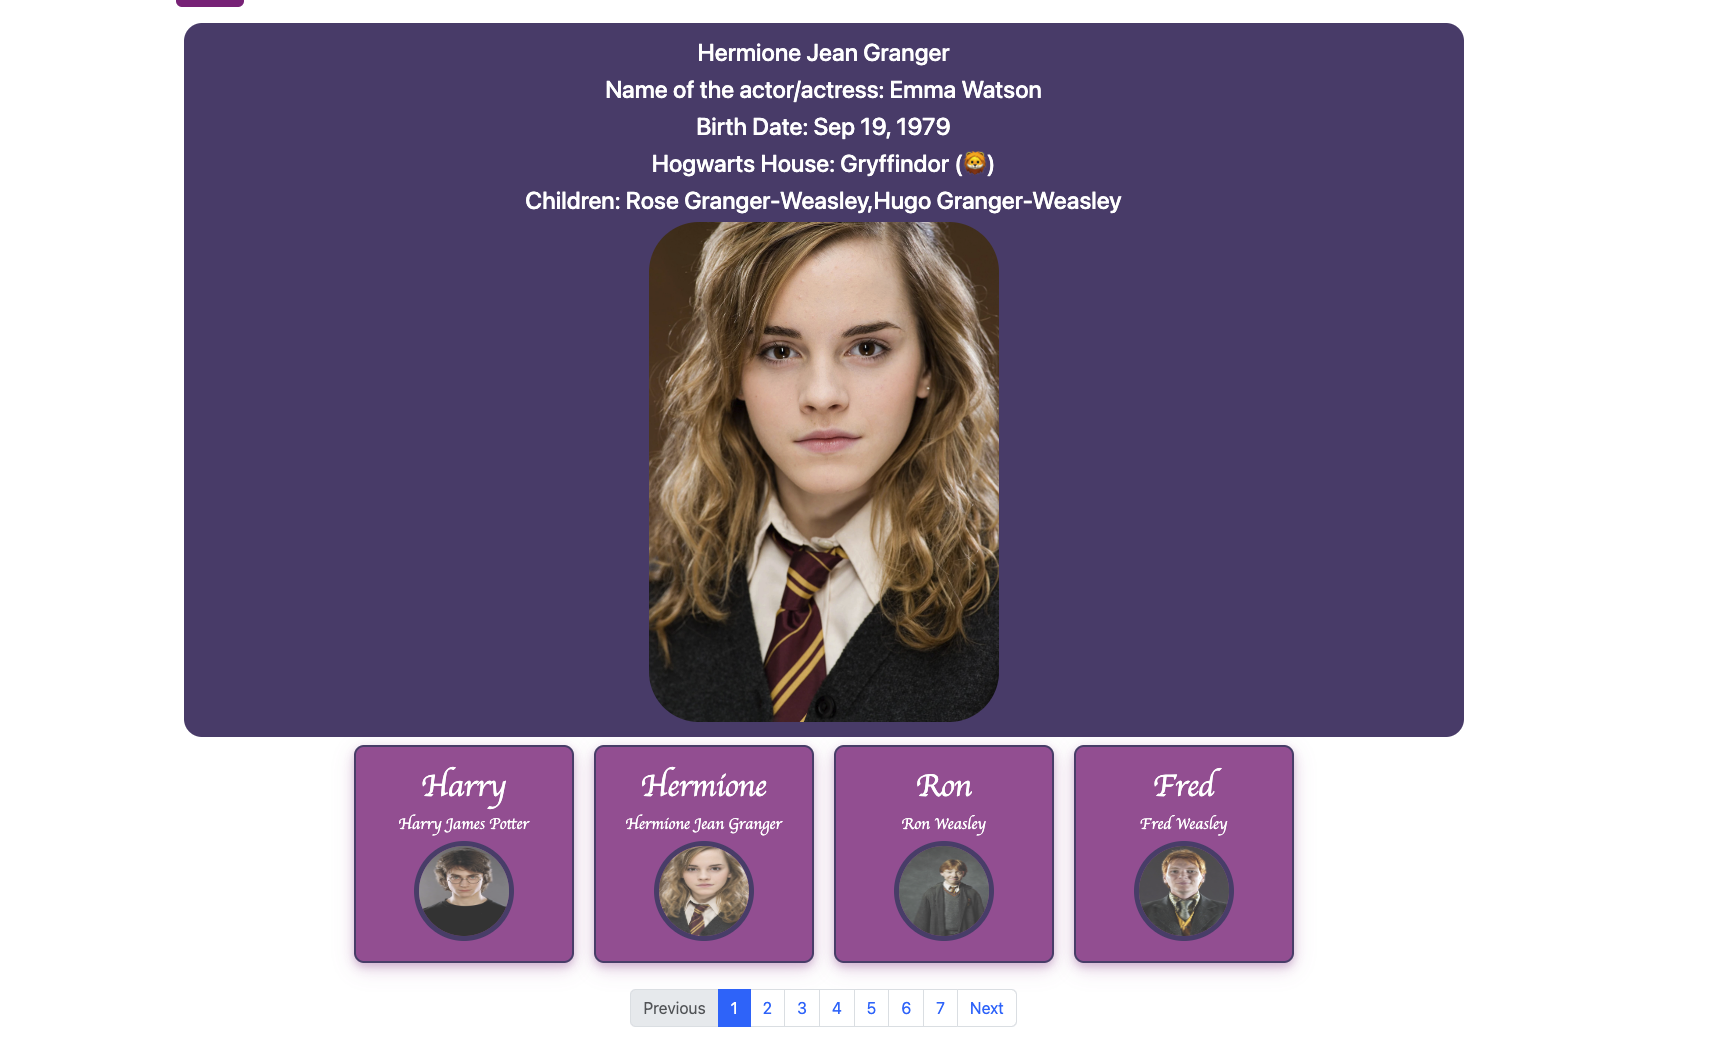 Hermione Jean Granger
Name of the actor/actress: Emma Watson
Birth Date: Sep 19, 1979
Hogwarts House: Gryffindor (🦁)
Children: Rose Granger-Weasley,Hugo Granger-Weasley
Harry
Harry James Potter
Hermione
Hermione Jean Granger
Ron
Ron Weasley
Fred
Fred Weasley
Previous 1 2 3 4 5 6 7 Next